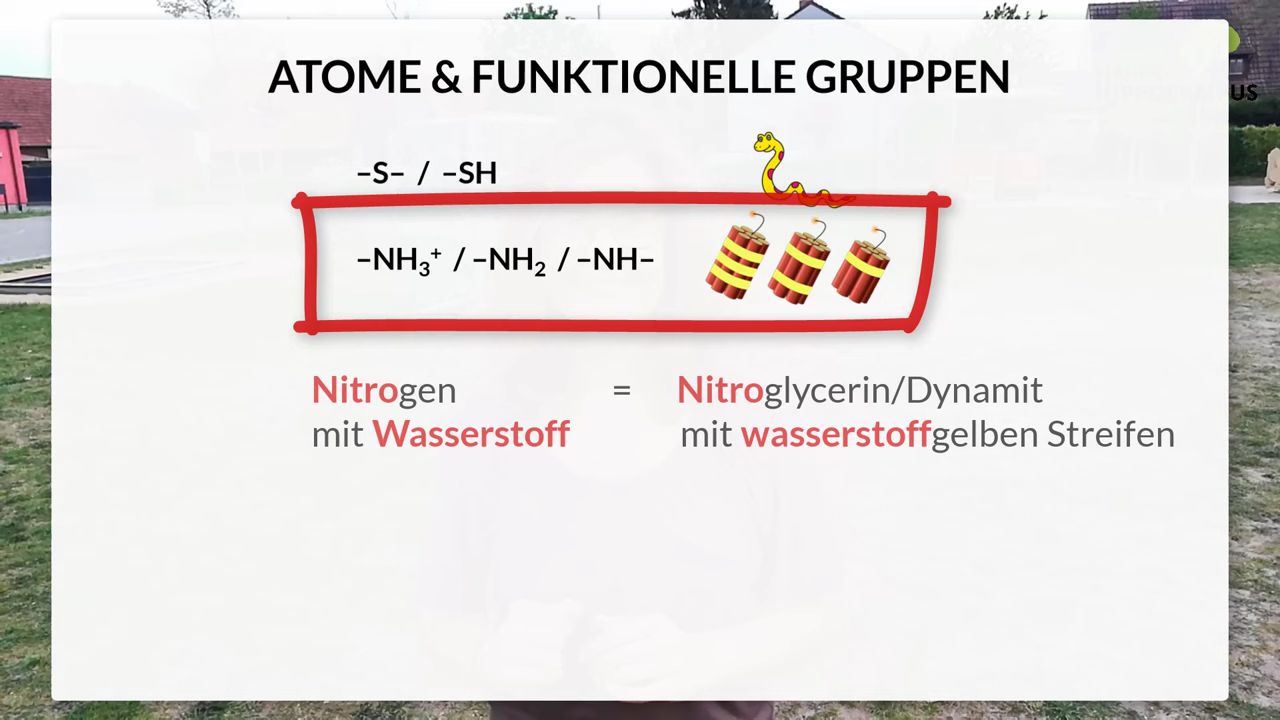 ATOME & FUNKTIONELLE GRUPPEN
–S– / –SH
–NH₃⁺ / –NH₂ / –NH–
Nitrogen = Nitroglycerin/Dynamit
mit Wasserstoff mit wasserstoffgelben Streifen